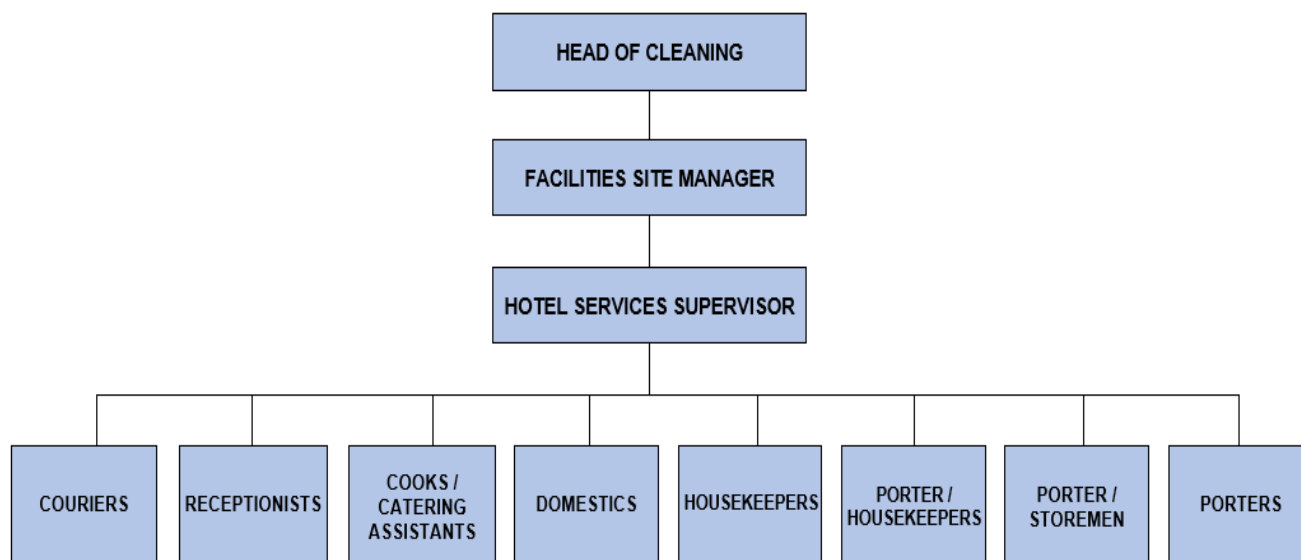 HEAD OF CLEANING
FACILITIES SITE MANAGER
HOTEL SERVICES SUPERVISOR
COURIERS
RECEPTIONISTS
COOKS /
CATERING
ASSISTANTS
DOMESTICS
HOUSEKEEPERS
PORTER /
HOUSEKEEPERS
PORTER /
STOREMEN
PORTERS